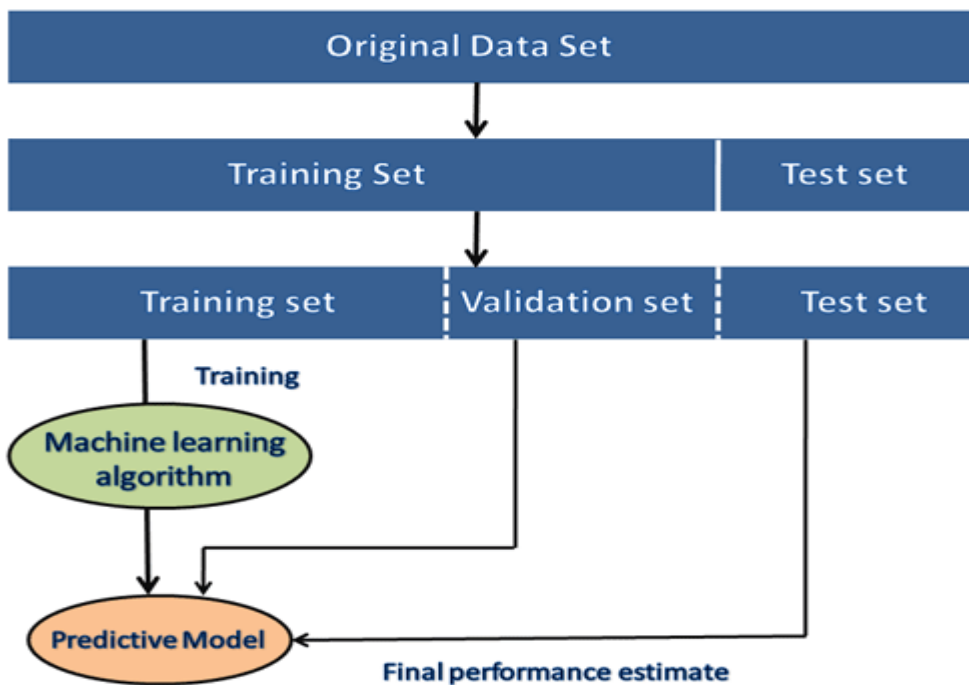 Original Data Set
Training Set
Test set
Training set
Validation set
Test set
Training
Machine learning
algorithm
Predictive Model
Final performance estimate